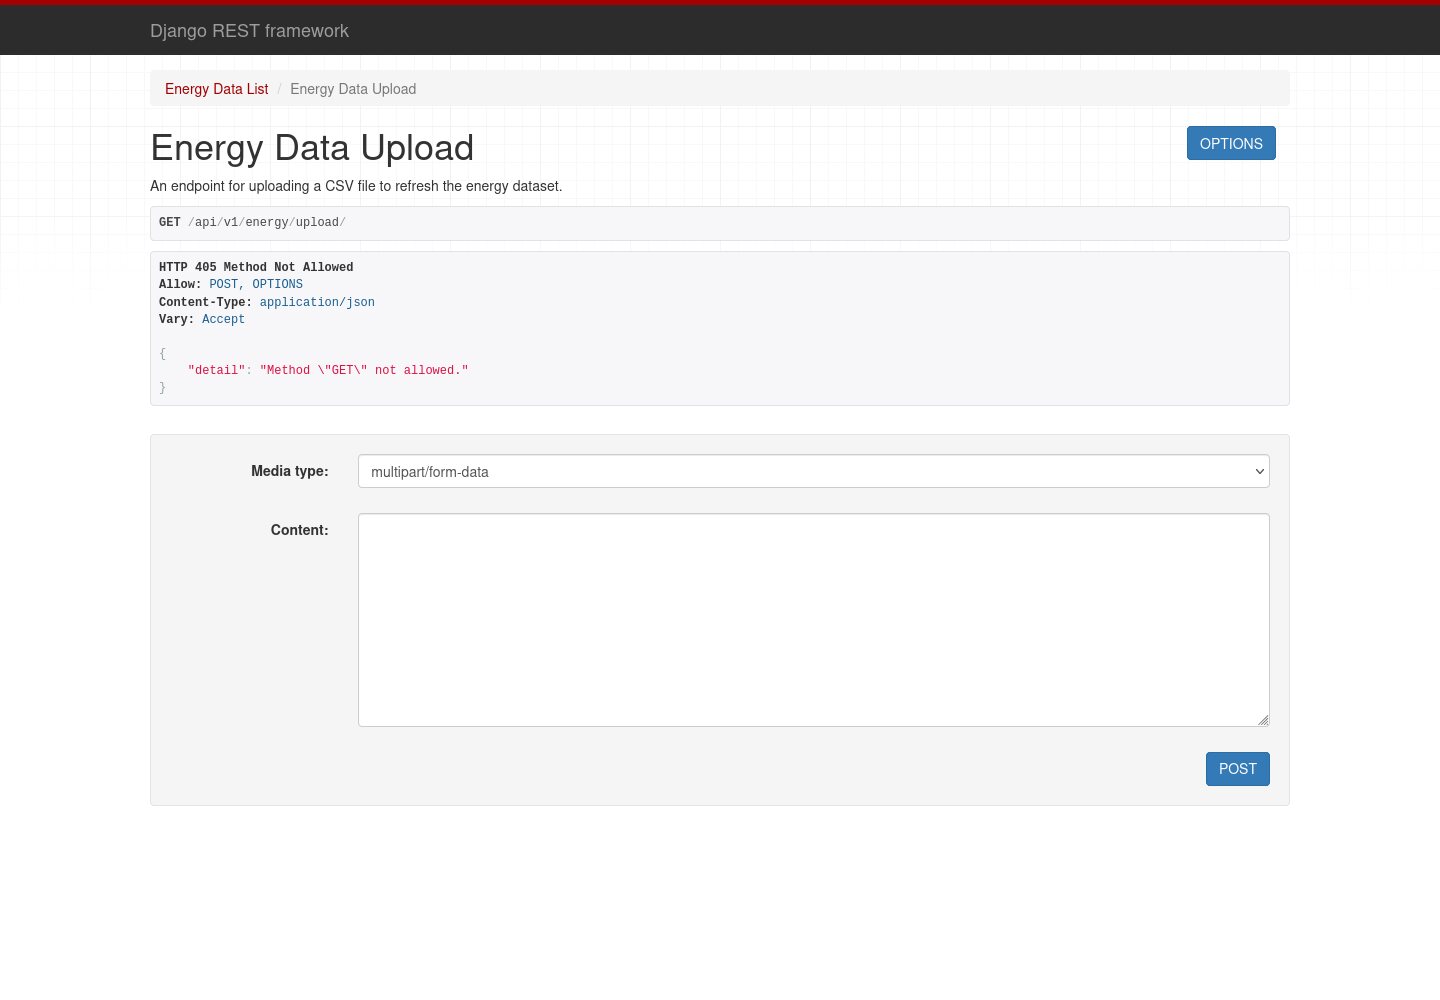 Django REST framework
Energy Data List / Energy Data Upload
Energy Data Upload
OPTIONS
An endpoint for uploading a CSV file to refresh the energy dataset.
GET /api/v1/energy/upload/
HTTP 405 Method Not Allowed
Allow: POST, OPTIONS
Content-Type: application/json
Vary: Accept
{
    "detail": "Method \"GET\" not allowed."
}
Media type: multipart/form-data
Content:
POST